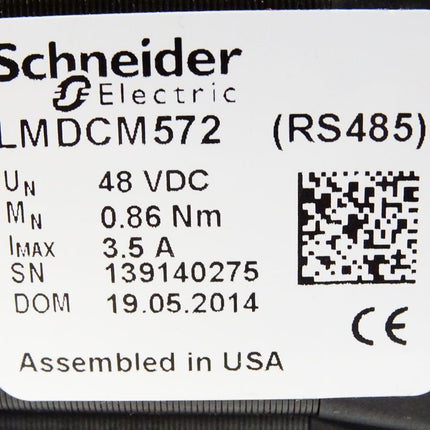 Schneider
Electric
LMDCM572 (RS485)
UN 48 VDC
MN 0.86 Nm
IMAX 3.5 A
SN 139140275
DOM 19.05.2014
CE
Assembled in USA